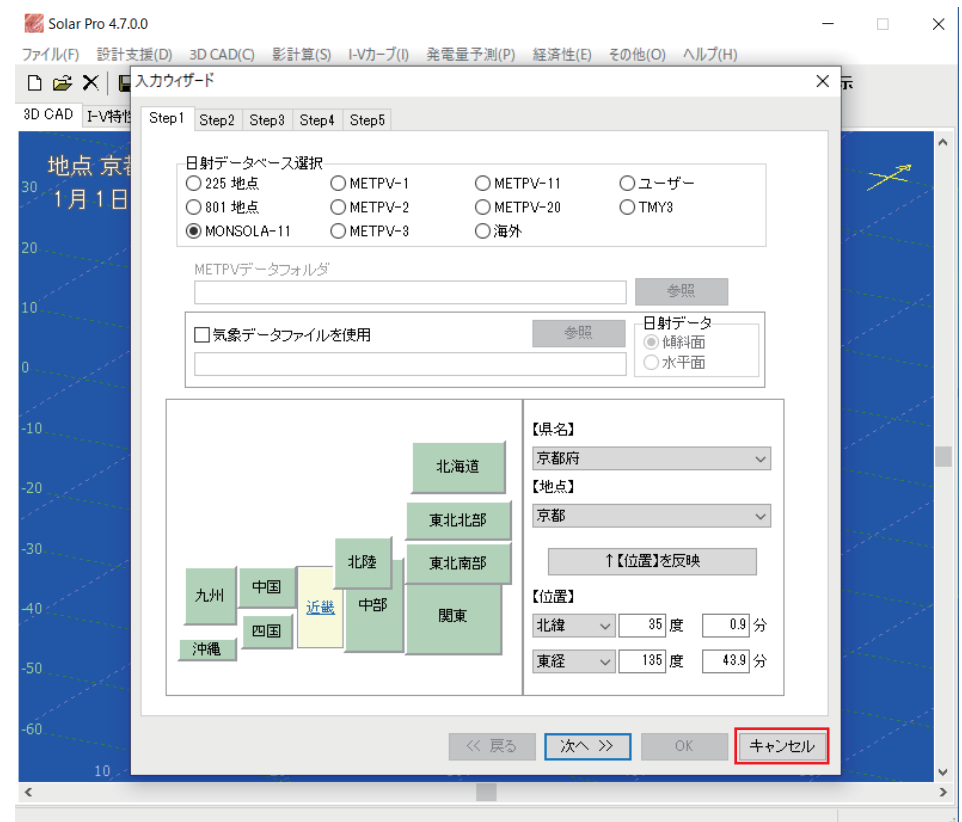 Solar Pro 4.7.0.0
ファイル(F) 設計支援(D) 3D CAD(C) 影計算(S) I-Vカーブ(I) 発電量予測(P) 経済性(E) その他(O) ヘルプ(H)
入力ウィザード
示
3D CAD I-V特性
Step1 Step2 Step3 Step4 Step5
地点 京都
1月1日
日射データベース選択
225 地点 METPV-1 METPV-11 ユーザー
801 地点 METPV-2 METPV-20 TMY3
MONSOLA-11 METPV-3 海外
METPVデータフォルダ
参照
気象データファイルを使用 参照
日射データ
傾斜面
水平面
30
20
10
0
-10
-20
-30
-40
-50
-60
10
北海道
東北北部
東北南部
北陸
関東
中部
近畿
中国
四国
九州
沖縄
【県名】
京都府
【地点】
京都
↑【位置】を反映
【位置】
北緯 35 度 0.9 分
東経 135 度 43.9 分
<< 戻る 次へ >> OK キャンセル